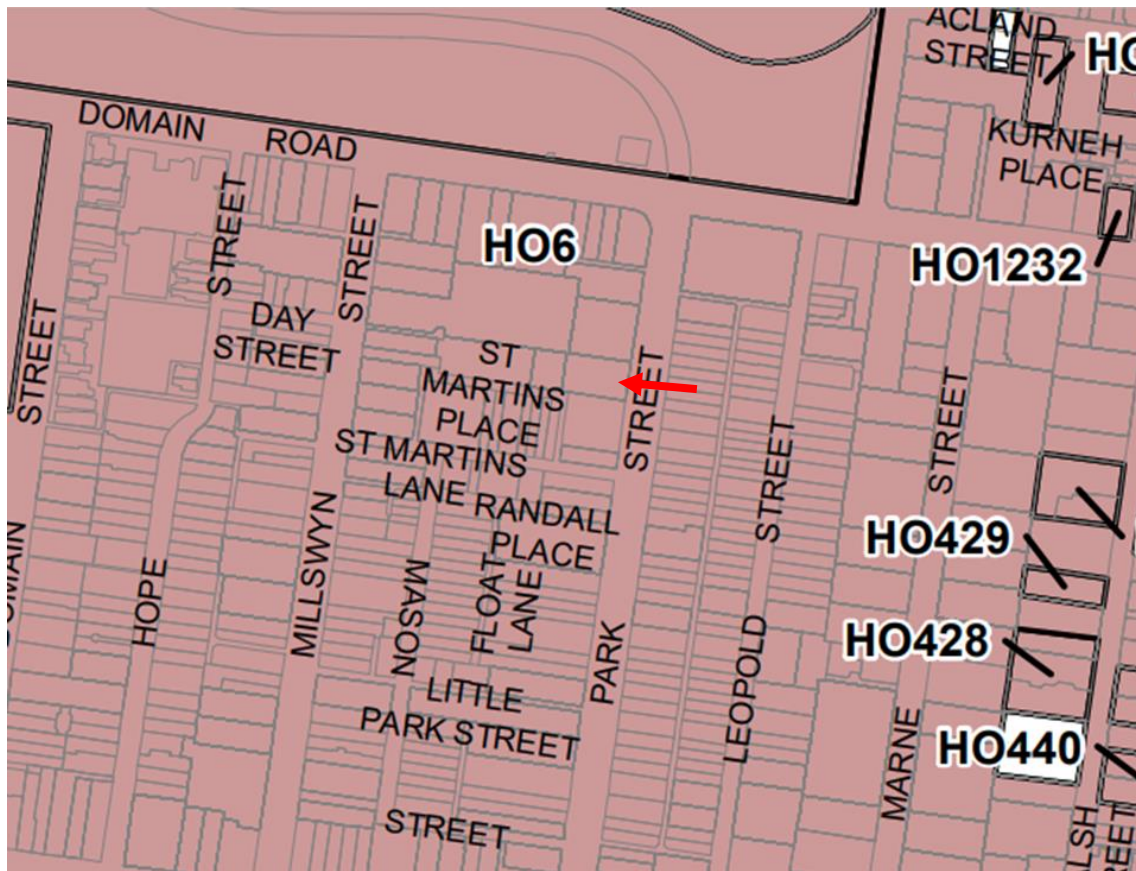 ACLAND
STREET
HO
KURNEH
PLACE
DOMAIN
ROAD
STREET
STREET
HO6
HO1232
DAY
STREET
STREET
ST
MARTINS
PLACE
STREET
STREET
STREET
ST MARTINS
LANE
RANDALL
PLACE
HO429
HOPE
MILLSWYN
MASON
FLOAT
LANE
HO428
PARK
LEOPOLD
LITTLE
PARK STREET
MARNE
HO440
STREET